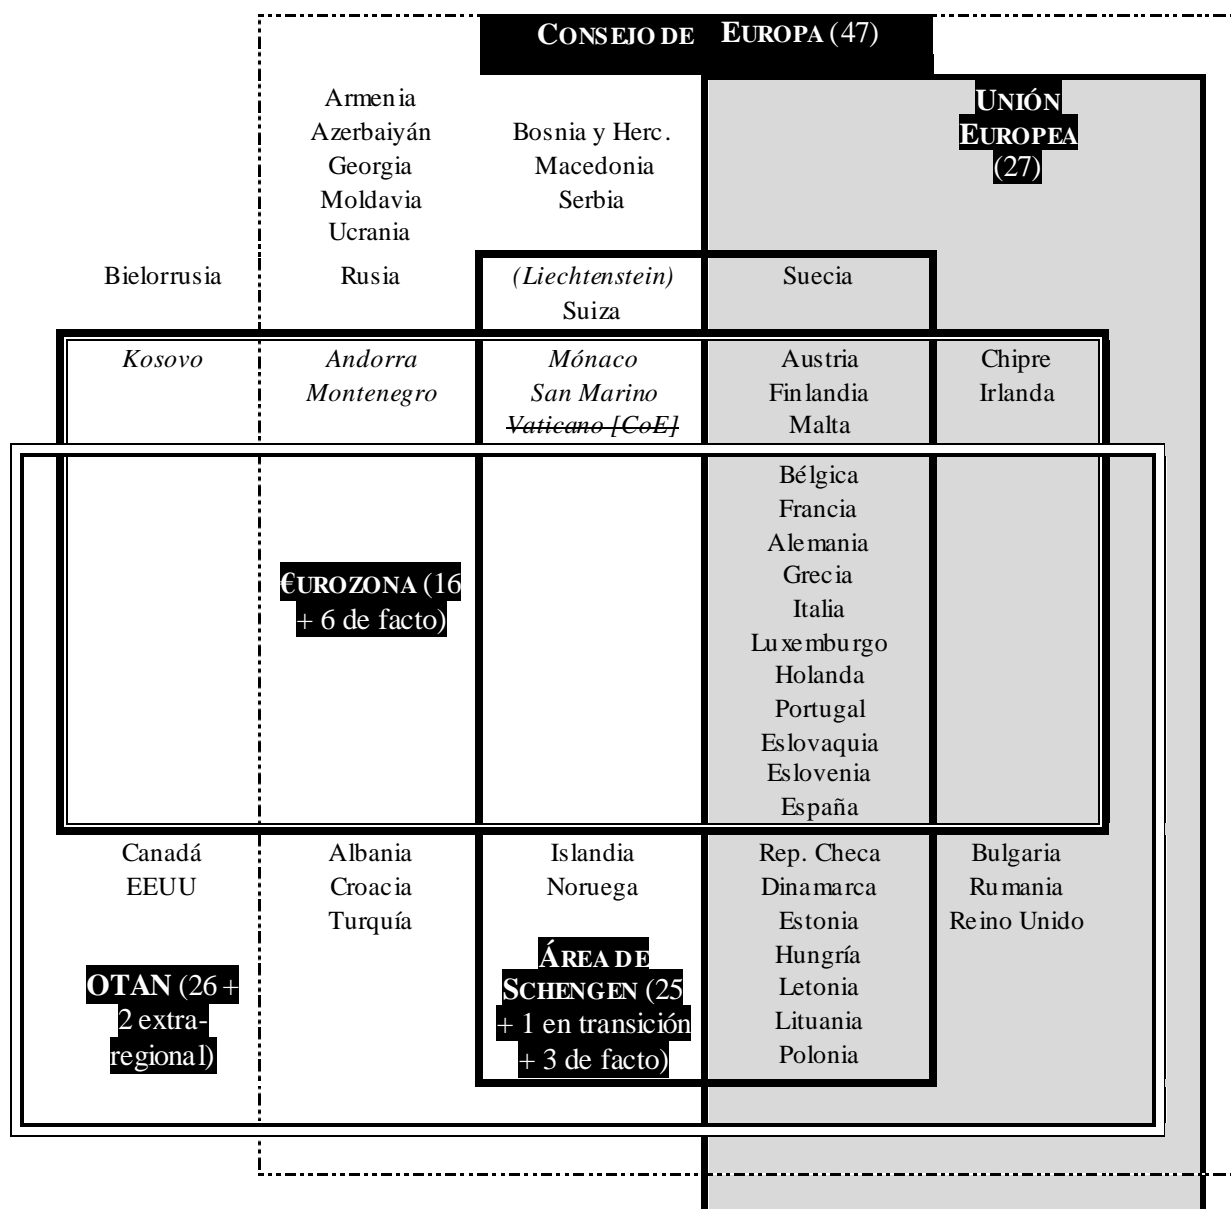 CONSEJO DE EUROPA (47)
UNIÓN
EUROPEA
(27)
Armenia
Azerbaiyán
Georgia
Moldavia
Ucrania
Bosnia y Herc.
Macedonia
Serbia
Bielorrusia
Rusia
(Liechtenstein)
Suiza
Suecia
Kosovo
Andorra
Montenegro
Mónaco
San Marino
Vaticano [CoE]
Austria
Finlandia
Malta
Chipre
Irlanda
€UROZONA (16
+ 6 de facto)
Bélgica
Francia
Alemania
Grecia
Italia
Luxemburgo
Holanda
Portugal
Eslovaquia
Eslovenia
España
Canadá
EEUU
OTAN (26 +
2 extra-
regional)
Albania
Croacia
Turquía
Islandia
Noruega
ÁREA DE
SCHENGEN (25
+ 1 en transición
+ 3 de facto)
Rep. Checa
Dinamarca
Estonia
Hungría
Letonia
Lituania
Polonia
Bulgaria
Rumania
Reino Unido